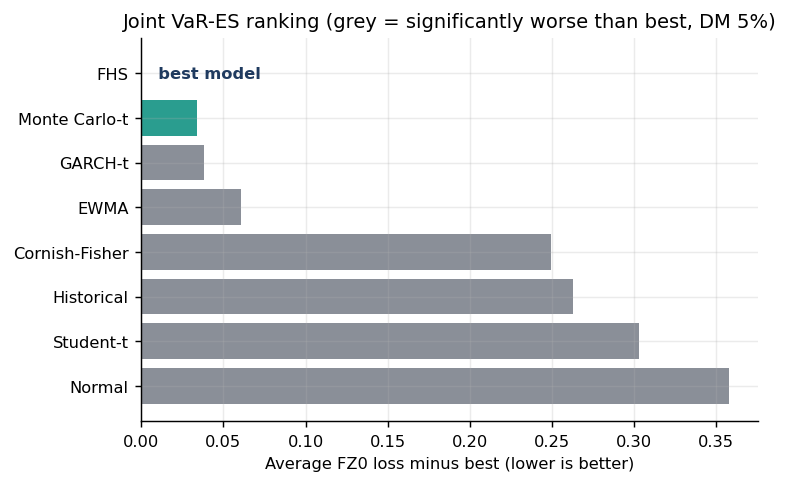 Joint VaR-ES ranking (grey = significantly worse than best, DM 5%)
FHS
best model
Monte Carlo-t
GARCH-t
EWMA
Cornish-Fisher
Historical
Student-t
Normal
0.00 0.05 0.10 0.15 0.20 0.25 0.30 0.35
Average FZ0 loss minus best (lower is better)